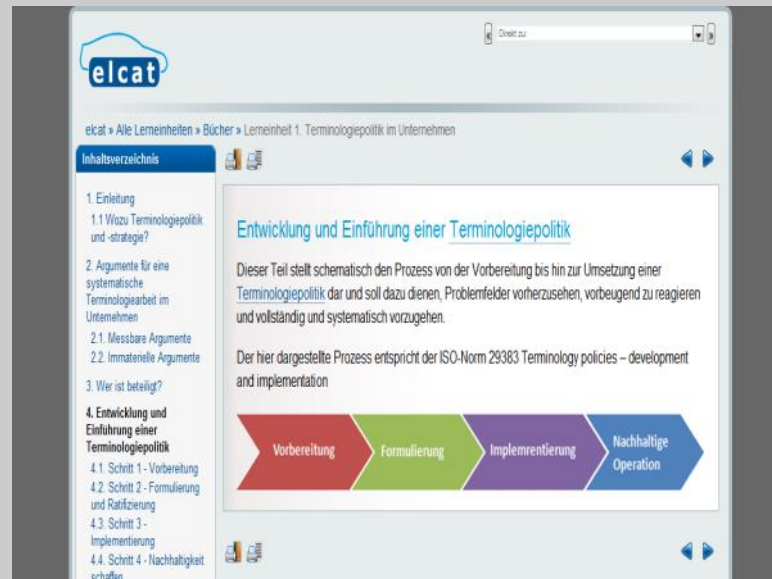 elcat
Direkt zu:
elcat » Alle Lerneinheiten » Bücher » Lerneinheit 1. Terminologiepolitik im Unternehmen
Inhaltsverzeichnis
1. Einleitung
1.1 Wozu Terminologiepolitik
und -strategie?
2. Argumente für eine
systematische
Terminologiearbeit im
Unternehmen
2.1. Messbare Argumente
2.2. Immaterielle Argumente
3. Wer ist beteiligt?
4. Entwicklung und
Einführung einer
Terminologiepolitik
4.1. Schritt 1 - Vorbereitung
4.2. Schritt 2 - Formulierung
und Ratifizierung
4.3. Schritt 3 -
Implementierung
4.4. Schritt 4 - Nachhaltigkeit
schaffen
Entwicklung und Einführung einer Terminologiepolitik
Dieser Teil stellt schematisch den Prozess von der Vorbereitung bis hin zur Umsetzung einer
Terminologiepolitik dar und soll dazu dienen, Problemfelder vorherzusehen, vorbeugend zu reagieren
und vollständig und systematisch vorzugehen.
Der hier dargestellte Prozess entspricht der ISO-Norm 29383 Terminology policies – development
and implementation
Vorbereitung
Formulierung
Implemrentierung
Nachhaltige
Operation